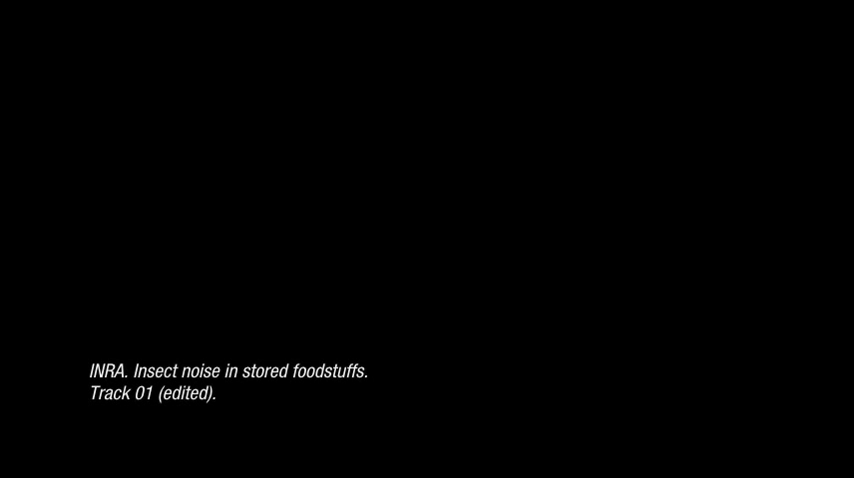 INRA. Insect noise in stored foodstuffs.
Track 01 (edited).